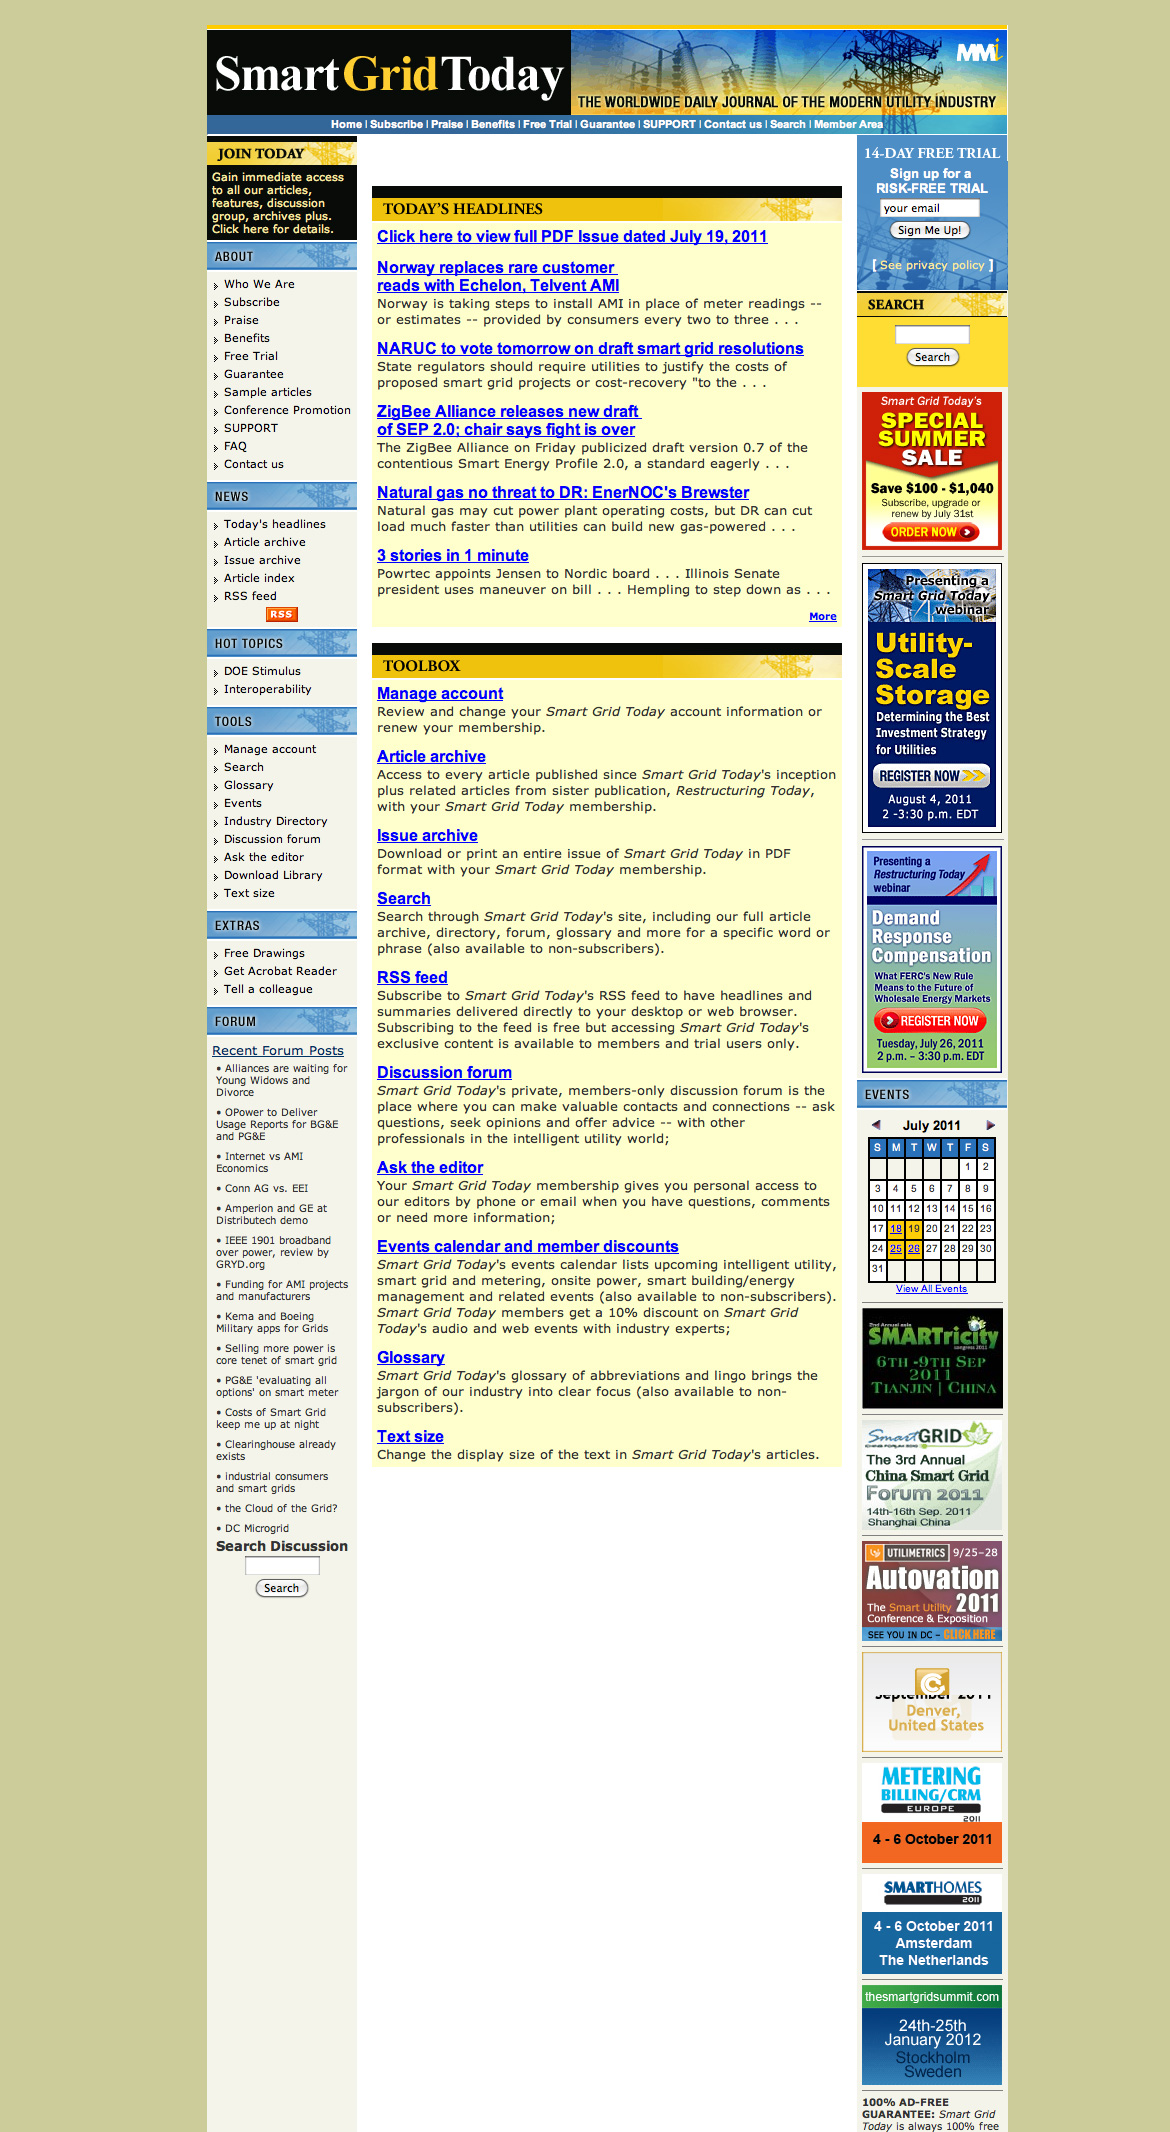 SmartGridToday
MMi
THE WORLDWIDE DAILY JOURNAL OF THE MODERN UTILITY INDUSTRY
Home | Subscribe | Praise | Benefits | Free Trial | Guarantee | SUPPORT | Contact us | Search | Member Area
JOIN TODAY
Gain immediate access
to all our articles,
features, discussion
group, archives plus.
Click here for details.
ABOUT
Who We Are
Subscribe
Praise
Benefits
Free Trial
Guarantee
Sample articles
Conference Promotion
SUPPORT
FAQ
Contact us
NEWS
Today's headlines
Article archive
Issue archive
Article index
RSS feed
RSS
HOT TOPICS
DOE Stimulus
Interoperability
TOOLS
Manage account
Search
Glossary
Events
Industry Directory
Discussion forum
Ask the editor
Download Library
Text size
EXTRAS
Free Drawings
Get Acrobat Reader
Tell a colleague
FORUM
Recent Forum Posts
• Alliances are waiting for
Young Widows and
Divorce
• OPower to Deliver
Usage Reports for BG&E
and PG&E
• Internet vs AMI
Economics
• Conn AG vs. EEI
• Amperion and GE at
Distributech demo
• IEEE 1901 broadband
over power, review by
GRYD.org
• Funding for AMI projects
and manufacturers
• Kema and Boeing
Military apps for Grids
• Selling more power is
core tenet of smart grid
• PG&E 'evaluating all
options' on smart meter
• Costs of Smart Grid
keep me up at night
• Clearinghouse already
exists
• industrial consumers
and smart grids
• the Cloud of the Grid?
• DC Microgrid
Search Discussion
Search
TODAY'S HEADLINES
Click here to view full PDF Issue dated July 19, 2011
Norway replaces rare customer
reads with Echelon, Telvent AMI
Norway is taking steps to install AMI in place of meter readings --
or estimates -- provided by consumers every two to three . . .
NARUC to vote tomorrow on draft smart grid resolutions
State regulators should require utilities to justify the costs of
proposed smart grid projects or cost-recovery "to the . . .
ZigBee Alliance releases new draft
of SEP 2.0; chair says fight is over
The ZigBee Alliance on Friday publicized draft version 0.7 of the
contentious Smart Energy Profile 2.0, a standard eagerly . . .
Natural gas no threat to DR: EnerNOC's Brewster
Natural gas may cut power plant operating costs, but DR can cut
load much faster than utilities can build new gas-powered . . .
3 stories in 1 minute
Powrtec appoints Jensen to Nordic board . . . Illinois Senate
president uses maneuver on bill . . . Hempling to step down as . . .
More
TOOLBOX
Manage account
Review and change your Smart Grid Today account information or
renew your membership.
Article archive
Access to every article published since Smart Grid Today's inception
plus related articles from sister publication, Restructuring Today,
with your Smart Grid Today membership.
Issue archive
Download or print an entire issue of Smart Grid Today in PDF
format with your Smart Grid Today membership.
Search
Search through Smart Grid Today's site, including our full article
archive, directory, forum, glossary and more for a specific word or
phrase (also available to non-subscribers).
RSS feed
Subscribe to Smart Grid Today's RSS feed to have headlines and
summaries delivered directly to your desktop or web browser.
Subscribing to the feed is free but accessing Smart Grid Today's
exclusive content is available to members and trial users only.
Discussion forum
Smart Grid Today's private, members-only discussion forum is the
place where you can make valuable contacts and connections -- ask
questions, seek opinions and offer advice -- with other
professionals in the intelligent utility world;
Ask the editor
Your Smart Grid Today membership gives you personal access to
our editors by phone or email when you have questions, comments
or need more information;
Events calendar and member discounts
Smart Grid Today's events calendar lists upcoming intelligent utility,
smart grid and metering, onsite power, smart building/energy
management and related events (also available to non-subscribers).
Smart Grid Today members get a 10% discount on Smart Grid
Today's audio and web events with industry experts;
Glossary
Smart Grid Today's glossary of abbreviations and lingo brings the
jargon of our industry into clear focus (also available to non-
subscribers).
Text size
Change the display size of the text in Smart Grid Today's articles.
14-DAY FREE TRIAL
Sign up for a
RISK-FREE TRIAL
your email
Sign Me Up!
[ See privacy policy ]
SEARCH
Search
Smart Grid Today's
SPECIAL
SUMMER
SALE
Save $100 - $1,040
Subscribe, upgrade or
renew by July 31st
ORDER NOW
Presenting a
Smart Grid Today
webinar
Utility-
Scale
Storage
Determining the Best
Investment Strategy
for Utilities
REGISTER NOW
August 4, 2011
2 -3:30 p.m. EDT
Presenting a
Restructuring Today
webinar
Demand
Response
Compensation
What FERC's New Rule
Means to the Future of
Wholesale Energy Markets
REGISTER NOW
Tuesday, July 26, 2011
2 p.m. – 3:30 p.m. EDT
EVENTS
July 2011
S M T W T F S
1 2
3 4 5 6 7 8 9
10 11 12 13 14 15 16
17 18 19 20 21 22 23
24 25 26 27 28 29 30
31
View All Events
2nd Annual asia
SMARTricity
congress 2011
6TH -9TH SEP
2011
TIANJIN | CHINA
SmartGRID
CHINA FORUM 2010
The 3rd Annual
China Smart Grid
Forum 2011
14th-16th Sep. 2011
Shanghai China
UTILIMETRICS 9/25–28
Autovation
The Smart Utility 2011
Conference & Exposition
SEE YOU IN DC – CLICK HERE
September 2011
Denver,
United States
METERING
BILLING/CRM
EUROPE
2011
4 - 6 October 2011
SMARTHOMES
2011
4 - 6 October 2011
Amsterdam
The Netherlands
thesmartgridsummit.com
24th-25th
January 2012
Stockholm
Sweden
100% AD-FREE
GUARANTEE: Smart Grid
Today is always 100% free